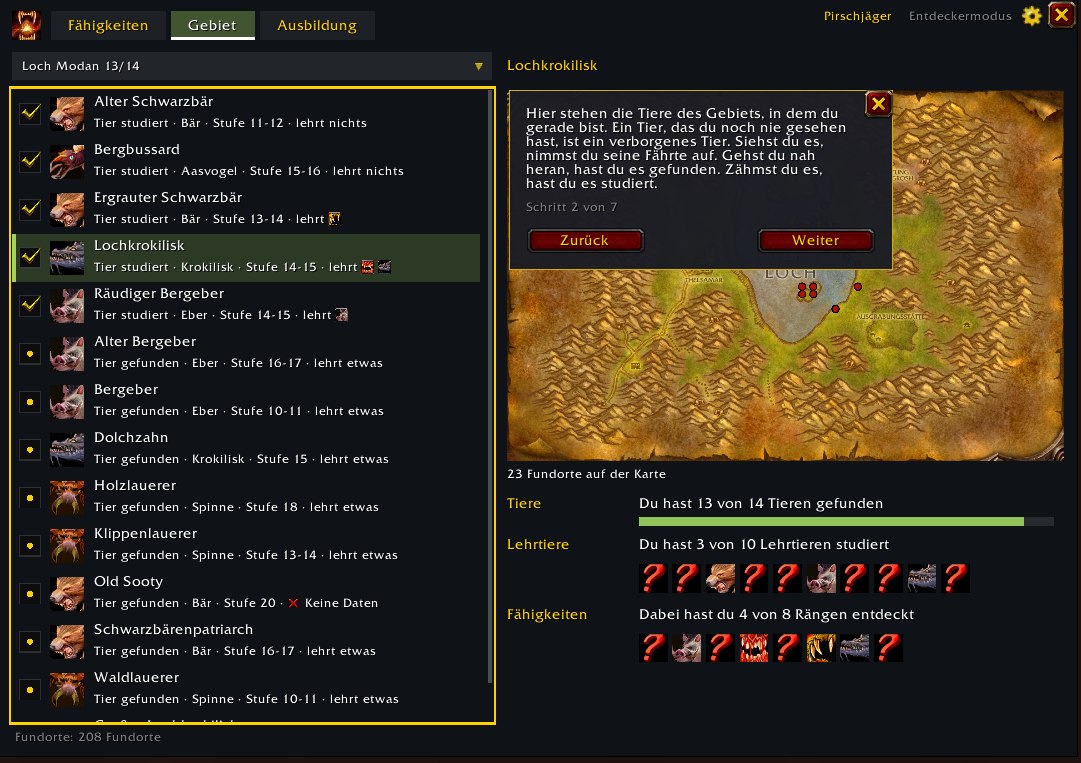 Fähigkeiten
Gebiet
Ausbildung
Pirschjäger
Entdeckermodus
Loch Modan 13/14
Alter Schwarzbär
Tier studiert · Bär · Stufe 11-12 · lehrt nichts
Bergbussard
Tier studiert · Aasvogel · Stufe 15-16 · lehrt nichts
Ergrauter Schwarzbär
Tier studiert · Bär · Stufe 13-14 · lehrt
Lochkrokilisk
Tier studiert · Krokilisk · Stufe 14-15 · lehrt
Räudiger Bergeber
Tier studiert · Eber · Stufe 14-15 · lehrt
Alter Bergeber
Tier gefunden · Eber · Stufe 16-17 · lehrt etwas
Bergeber
Tier gefunden · Eber · Stufe 10-11 · lehrt etwas
Dolchzahn
Tier gefunden · Krokilisk · Stufe 15 · lehrt etwas
Holzlauerer
Tier gefunden · Spinne · Stufe 18 · lehrt etwas
Klippenlauerer
Tier gefunden · Spinne · Stufe 13-14 · lehrt etwas
Old Sooty
Tier gefunden · Bär · Stufe 20 · Keine Daten
Schwarzbärenpatriarch
Tier gefunden · Bär · Stufe 16-17 · lehrt etwas
Waldlauerer
Tier gefunden · Spinne · Stufe 10-11 · lehrt etwas
Fundorte: 208 Fundorte
Lochkrokilisk
Hier stehen die Tiere des Gebiets, in dem du
gerade bist. Ein Tier, das du noch nie gesehen
hast, ist ein verborgenes Tier. Siehst du es,
nimmst du seine Fährte auf. Gehst du nah
heran, hast du es gefunden. Zähmst du es,
hast du es studiert.
Schritt 2 von 7
Zurück
Weiter
LOCH
THELSAMAR
AUSGRABUNGSSTÄTTE
23 Fundorte auf der Karte
Tiere
Du hast 13 von 14 Tieren gefunden
Lehrtiere
Du hast 3 von 10 Lehrtieren studiert
Fähigkeiten
Dabei hast du 4 von 8 Rängen entdeckt